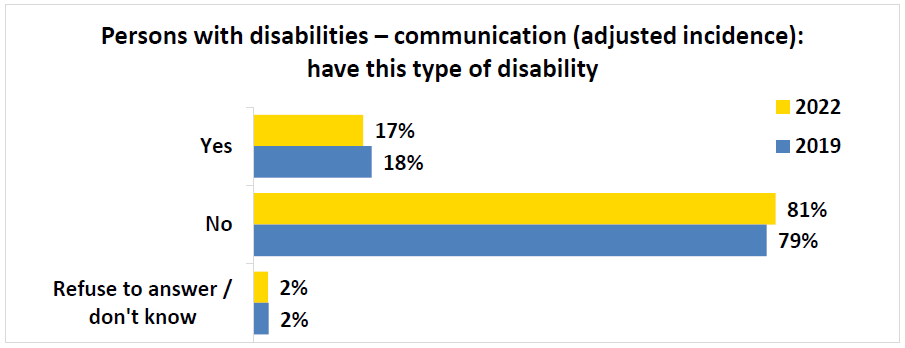 Persons with disabilities – communication (adjusted incidence):
have this type of disability
2022
2019
Yes
17%
18%
No
81%
79%
Refuse to answer /
don't know
2%
2%